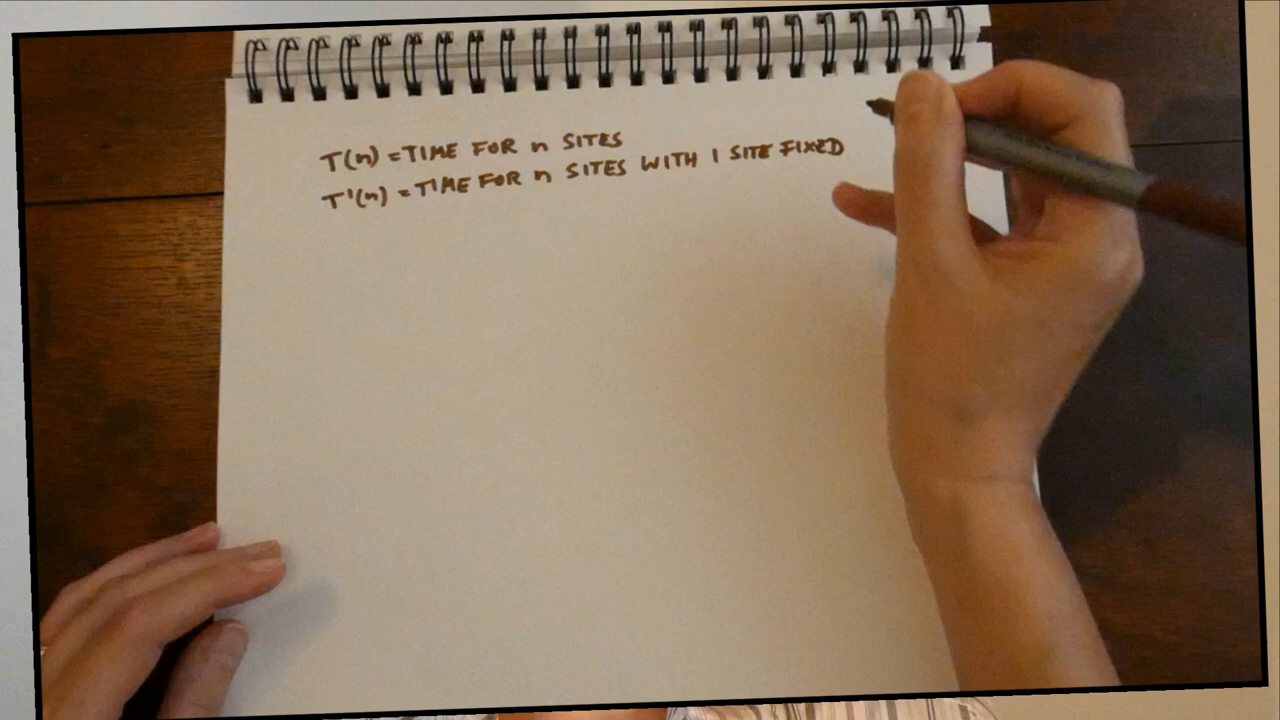 T(n) = TIME FOR n SITES
T'(n) = TIME FOR n SITES WITH 1 SITE FIXED